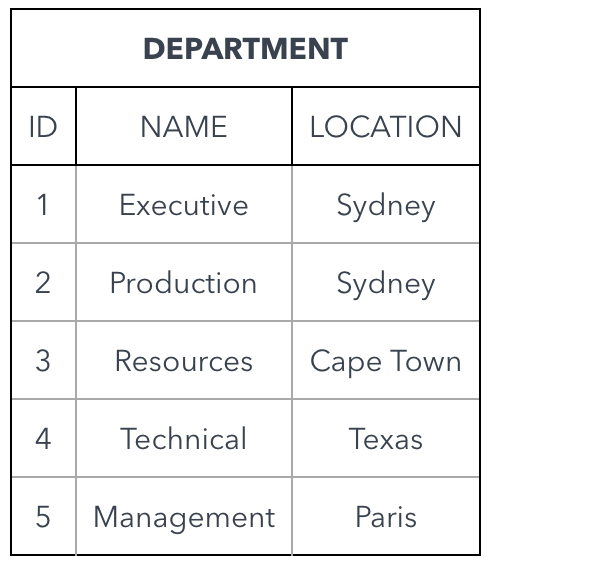 DEPARTMENT
ID NAME LOCATION
1 Executive Sydney
2 Production Sydney
3 Resources Cape Town
4 Technical Texas
5 Management Paris